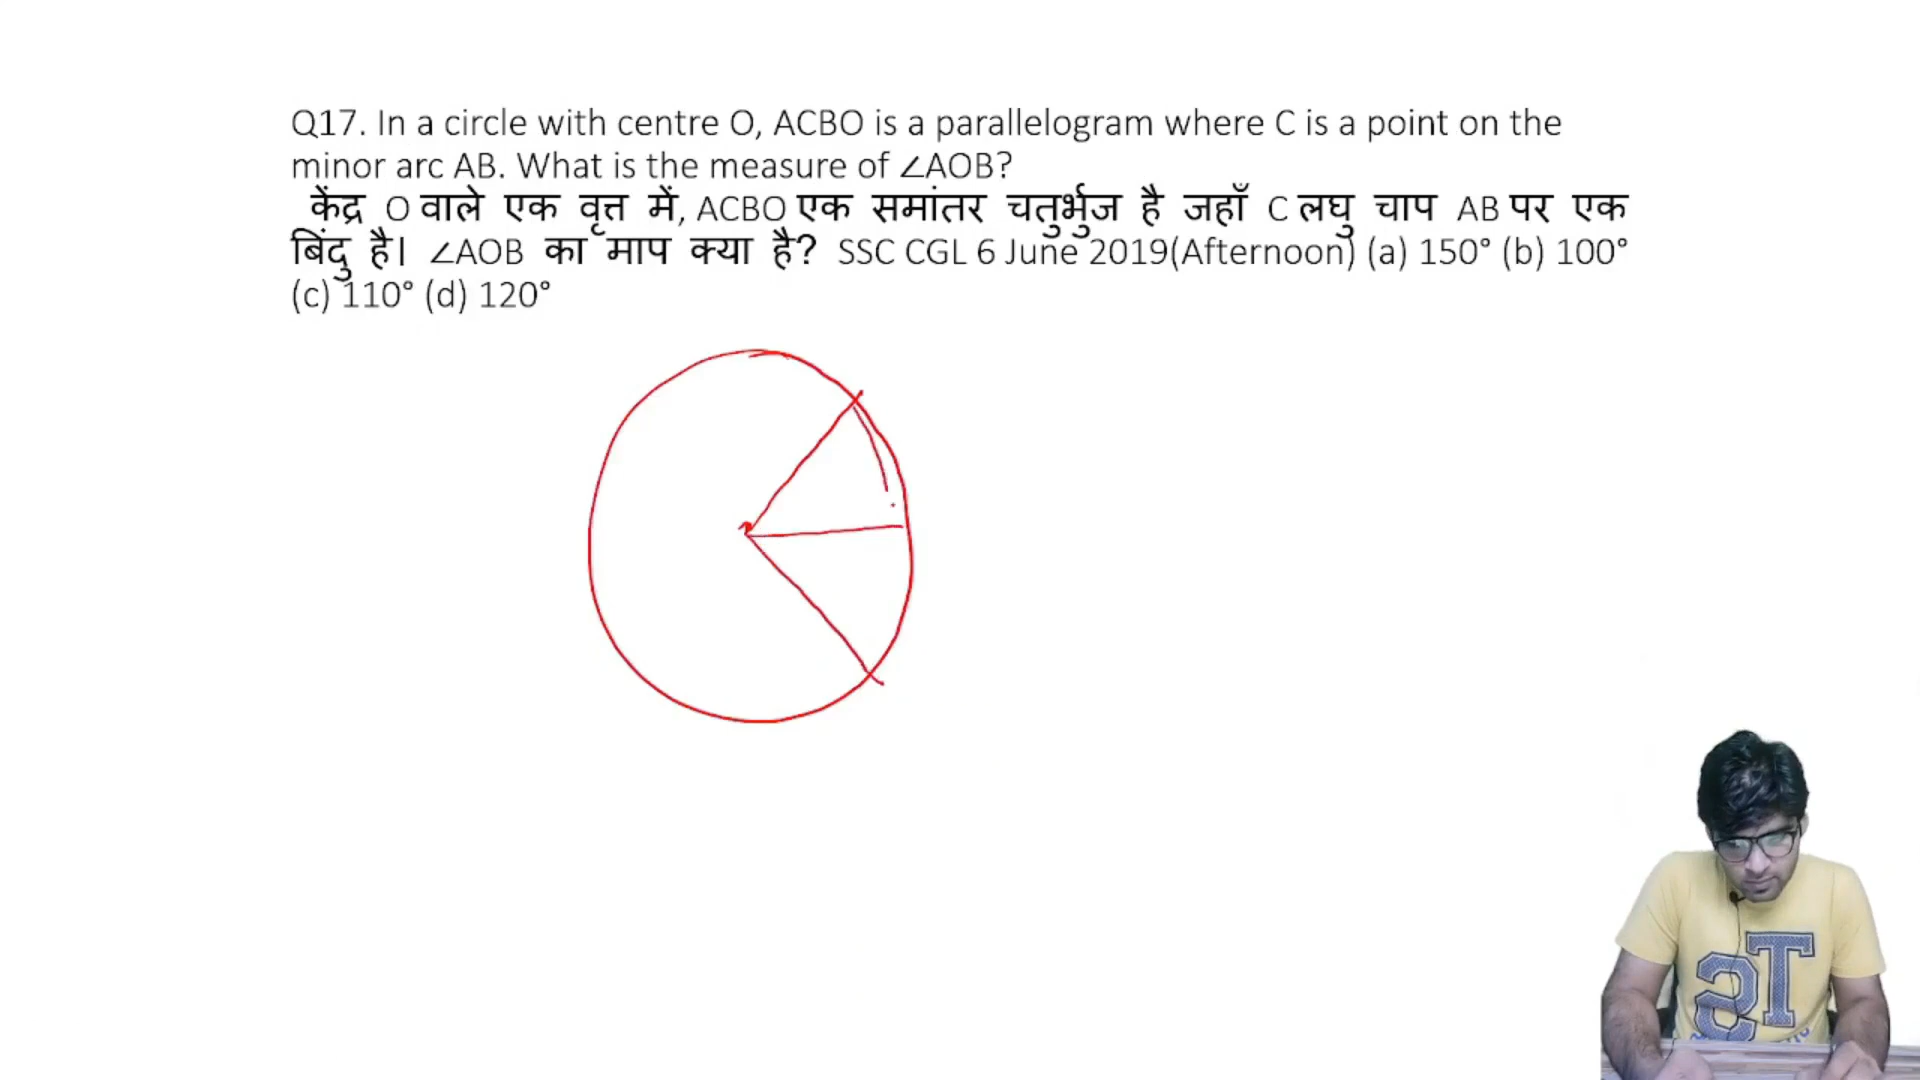 Q17. In a circle with centre O, ACBO is a parallelogram where C is a point on the
minor arc AB. What is the measure of ∠AOB?
केंद्र O वाले एक वृत्त में, ACBO एक समांतर चतुर्भुज है जहाँ C लघु चाप AB पर एक
बिंदु है। ∠AOB का माप क्या है? SSC CGL 6 June 2019(Afternoon) (a) 150° (b) 100°
(c) 110° (d) 120°